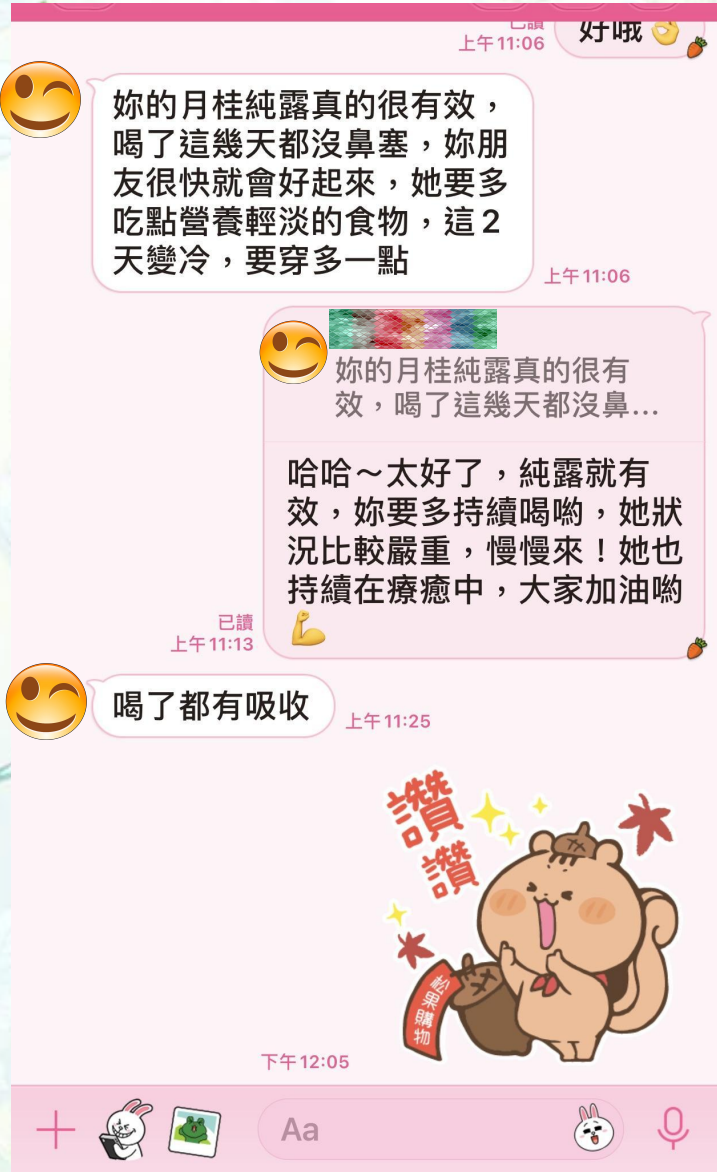 已讀
上午11:06
好哦👌
妳的月桂純露真的很有效，
喝了這幾天都沒鼻塞，妳朋
友很快就會好起來，她要多
吃點營養輕淡的食物，這2
天變冷，要穿多一點
上午11:06
妳的月桂純露真的很有
效，喝了這幾天都沒鼻...
哈哈～太好了，純露就有
效，妳要多持續喝喲，她狀
況比較嚴重，慢慢來！她也
持續在療癒中，大家加油喲
💪
已讀
上午11:13
喝了都有吸收
上午11:25
讚
讚
松果購物
下午12:05
Aa